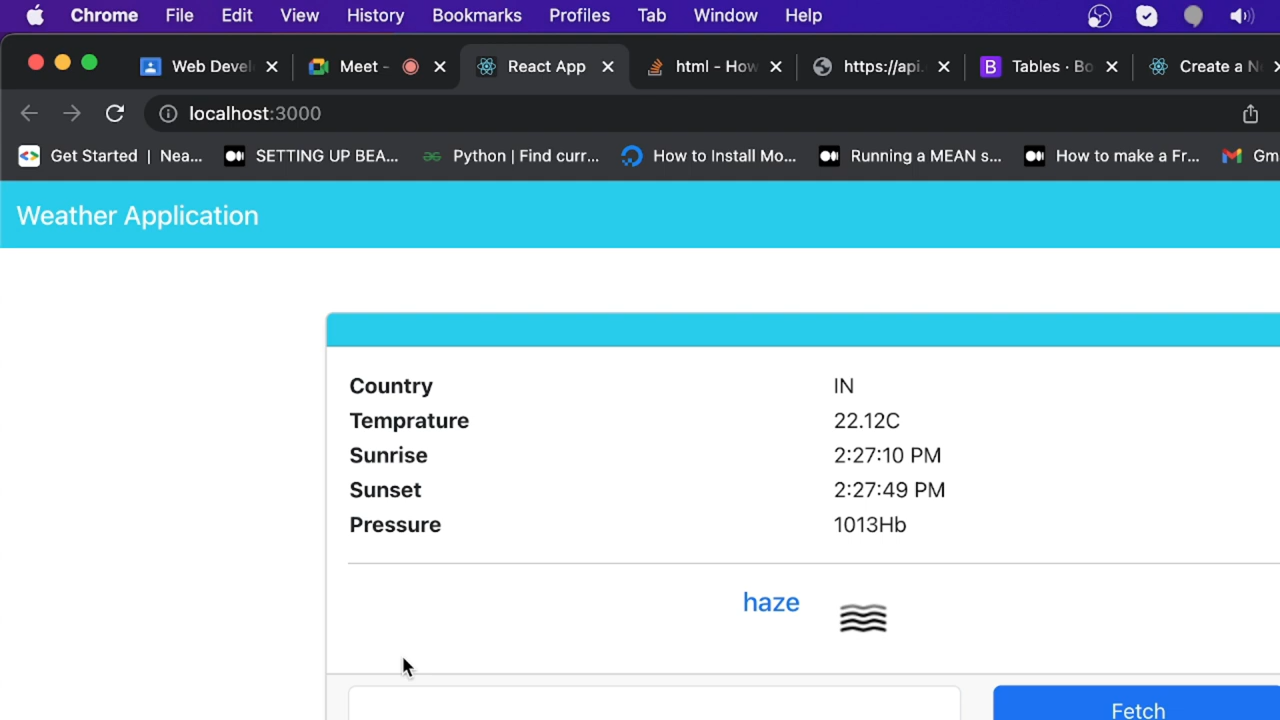 Chrome File Edit View History Bookmarks Profiles Tab Window Help
Web Devel Meet - React App html - How https://api. Tables · Bo Create a N
localhost:3000
Get Started | Nea... SETTING UP BEA... Python | Find curr... How to Install Mo... Running a MEAN s... How to make a Fr... Gm
Weather Application
Country IN
Temprature 22.12C
Sunrise 2:27:10 PM
Sunset 2:27:49 PM
Pressure 1013Hb
haze
Fetch